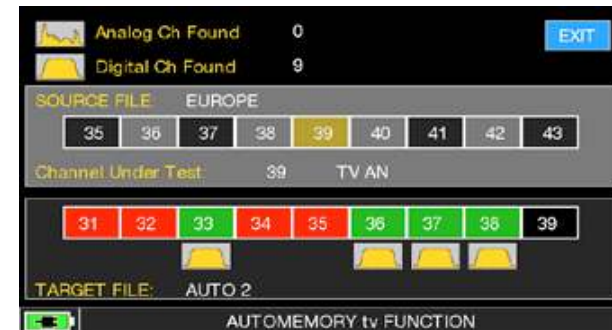 Analog Ch Found 0
EXIT
Digital Ch Found 9
SOURCE FILE: EUROPE
35 36 37 38 39 40 41 42 43
Channel Under Test: 39 TV AN
31 32 33 34 35 36 37 38 39
TARGET FILE: AUTO 2
AUTOMEMORY tv FUNCTION